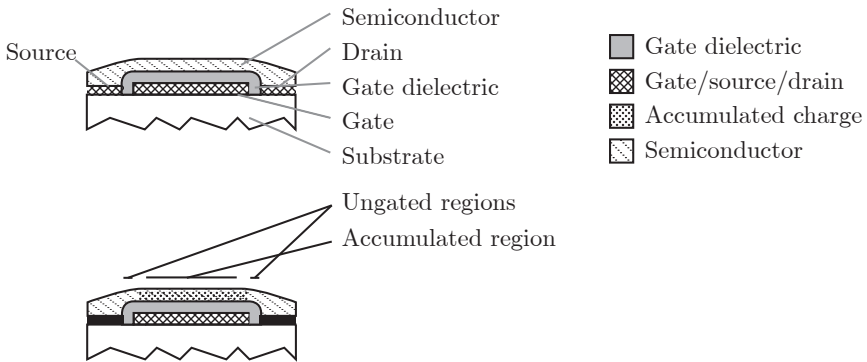 Semiconductor
Source
Drain
Gate dielectric
Gate
Substrate
Gate dielectric
Gate/source/drain
Accumulated charge
Semiconductor
Ungated regions
Accumulated region